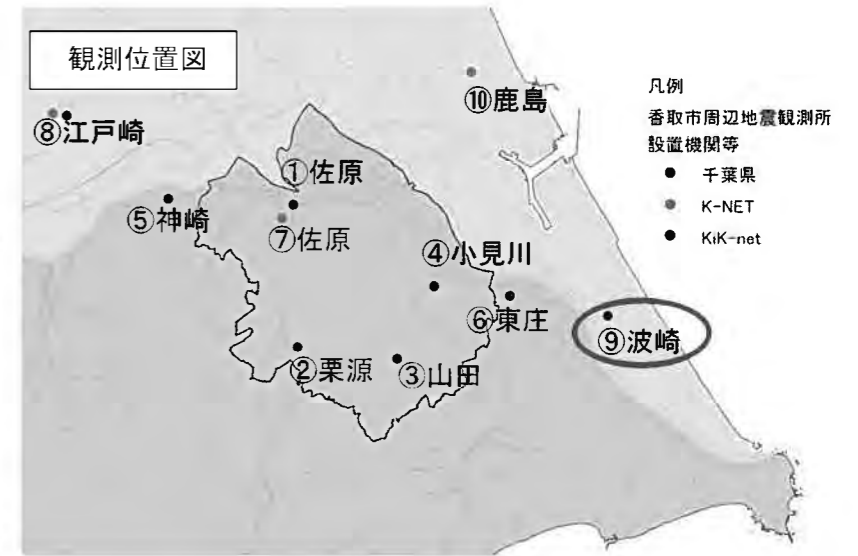 観測位置図
凡例
香取市周辺地震観測所
設置機関等
千葉県
K-NET
KiK-net
⑩鹿島
⑧江戸崎
①佐原
⑤神崎
⑦佐原
④小見川
⑥東庄
⑨波崎
②栗源
③山田